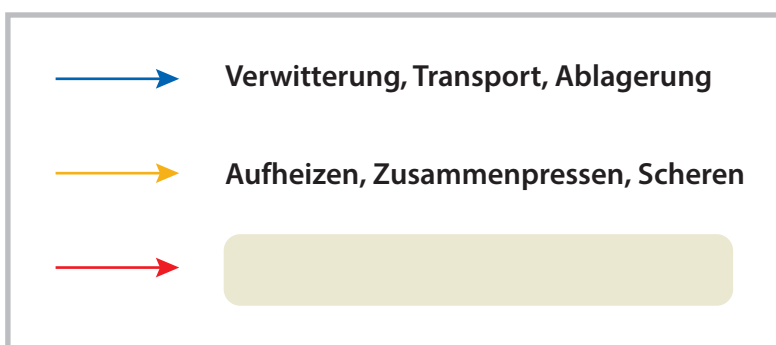 Verwitterung, Transport, Ablagerung
Aufheizen, Zusammenpressen, Scheren